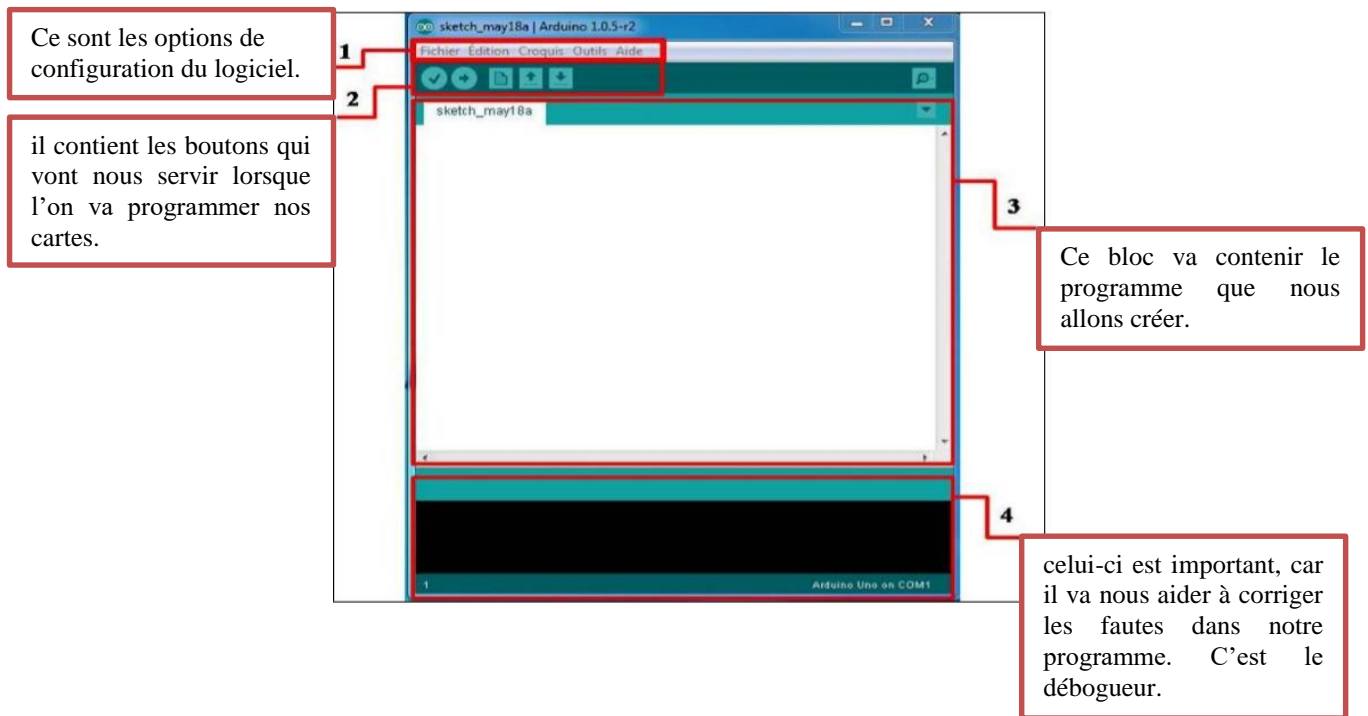 Ce sont les options de
configuration du logiciel.
1
2
il contient les boutons qui
vont nous servir lorsque
l’on va programmer nos
cartes.
sketch_may18a | Arduino 1.0.5-r2
Fichier Édition Croquis Outils Aide
sketch_may18a
3
Ce bloc va contenir le
programme que nous
allons créer.
4
1
Arduino Uno on COM1
celui-ci est important, car
il va nous aider à corriger
les fautes dans notre
programme. C’est le
débogueur.